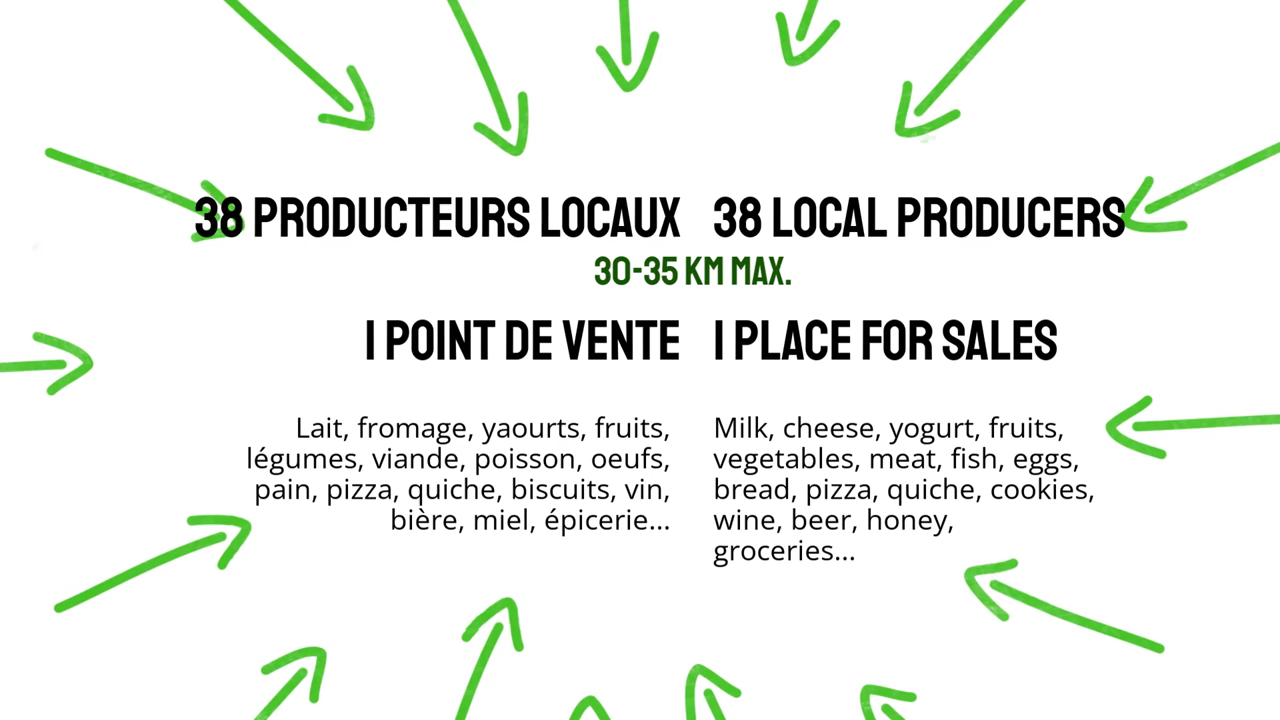 38 PRODUCTEURS LOCAUX
38 LOCAL PRODUCERS
30-35 KM MAX.
1 POINT DE VENTE
1 PLACE FOR SALES
Lait, fromage, yaourts, fruits,
légumes, viande, poisson, oeufs,
pain, pizza, quiche, biscuits, vin,
bière, miel, épicerie...
Milk, cheese, yogurt, fruits,
vegetables, meat, fish, eggs,
bread, pizza, quiche, cookies,
wine, beer, honey,
groceries...